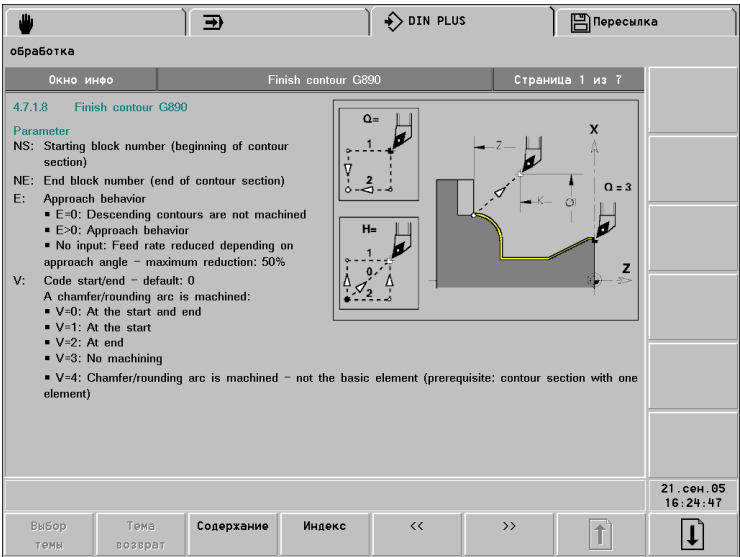 DIN PLUS
Пересылка
обработка
Окно инфо
Finish contour G890
Страница 1 из 7
4.7.1.8 Finish contour G890
Parameter
NS: Starting block number (beginning of contour
section)
NE: End block number (end of contour section)
E: Approach behavior
▪ E=0: Descending contours are not machined
▪ E>0: Approach behavior
▪ No input: Feed rate reduced depending on
approach angle – maximum reduction: 50%
V: Code start/end – default: 0
A chamfer/rounding arc is machined:
▪ V=0: At the start and end
▪ V=1: At the start
▪ V=2: At end
▪ V=3: No machining
▪ V=4: Chamfer/rounding arc is machined – not the basic element (prerequisite: contour section with one
element)
Q=
1
2
H=
1
0
2
Z
X
K
Q = 3
Z
21.сен.05
16:24:47
Выбор
темы
Тема
возврат
Содержание
Индекс
<<
>>